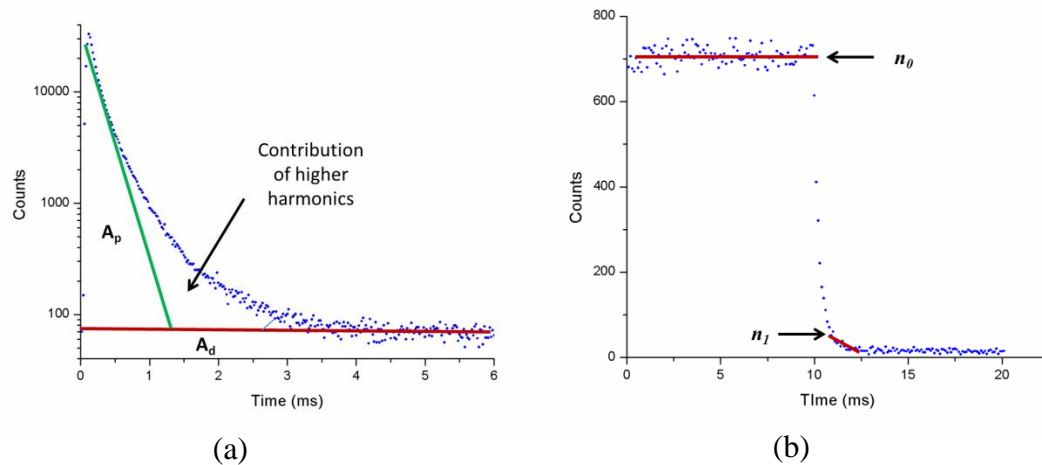 10000
1000
100
Counts
Contribution
of higher
harmonics
Ap
Ad
0 1 2 3 4 5 6
Time (ms)
(a)
800
600
400
200
0
Counts
n0
n1
0 5 10 15 20
TIme (ms)
(b)